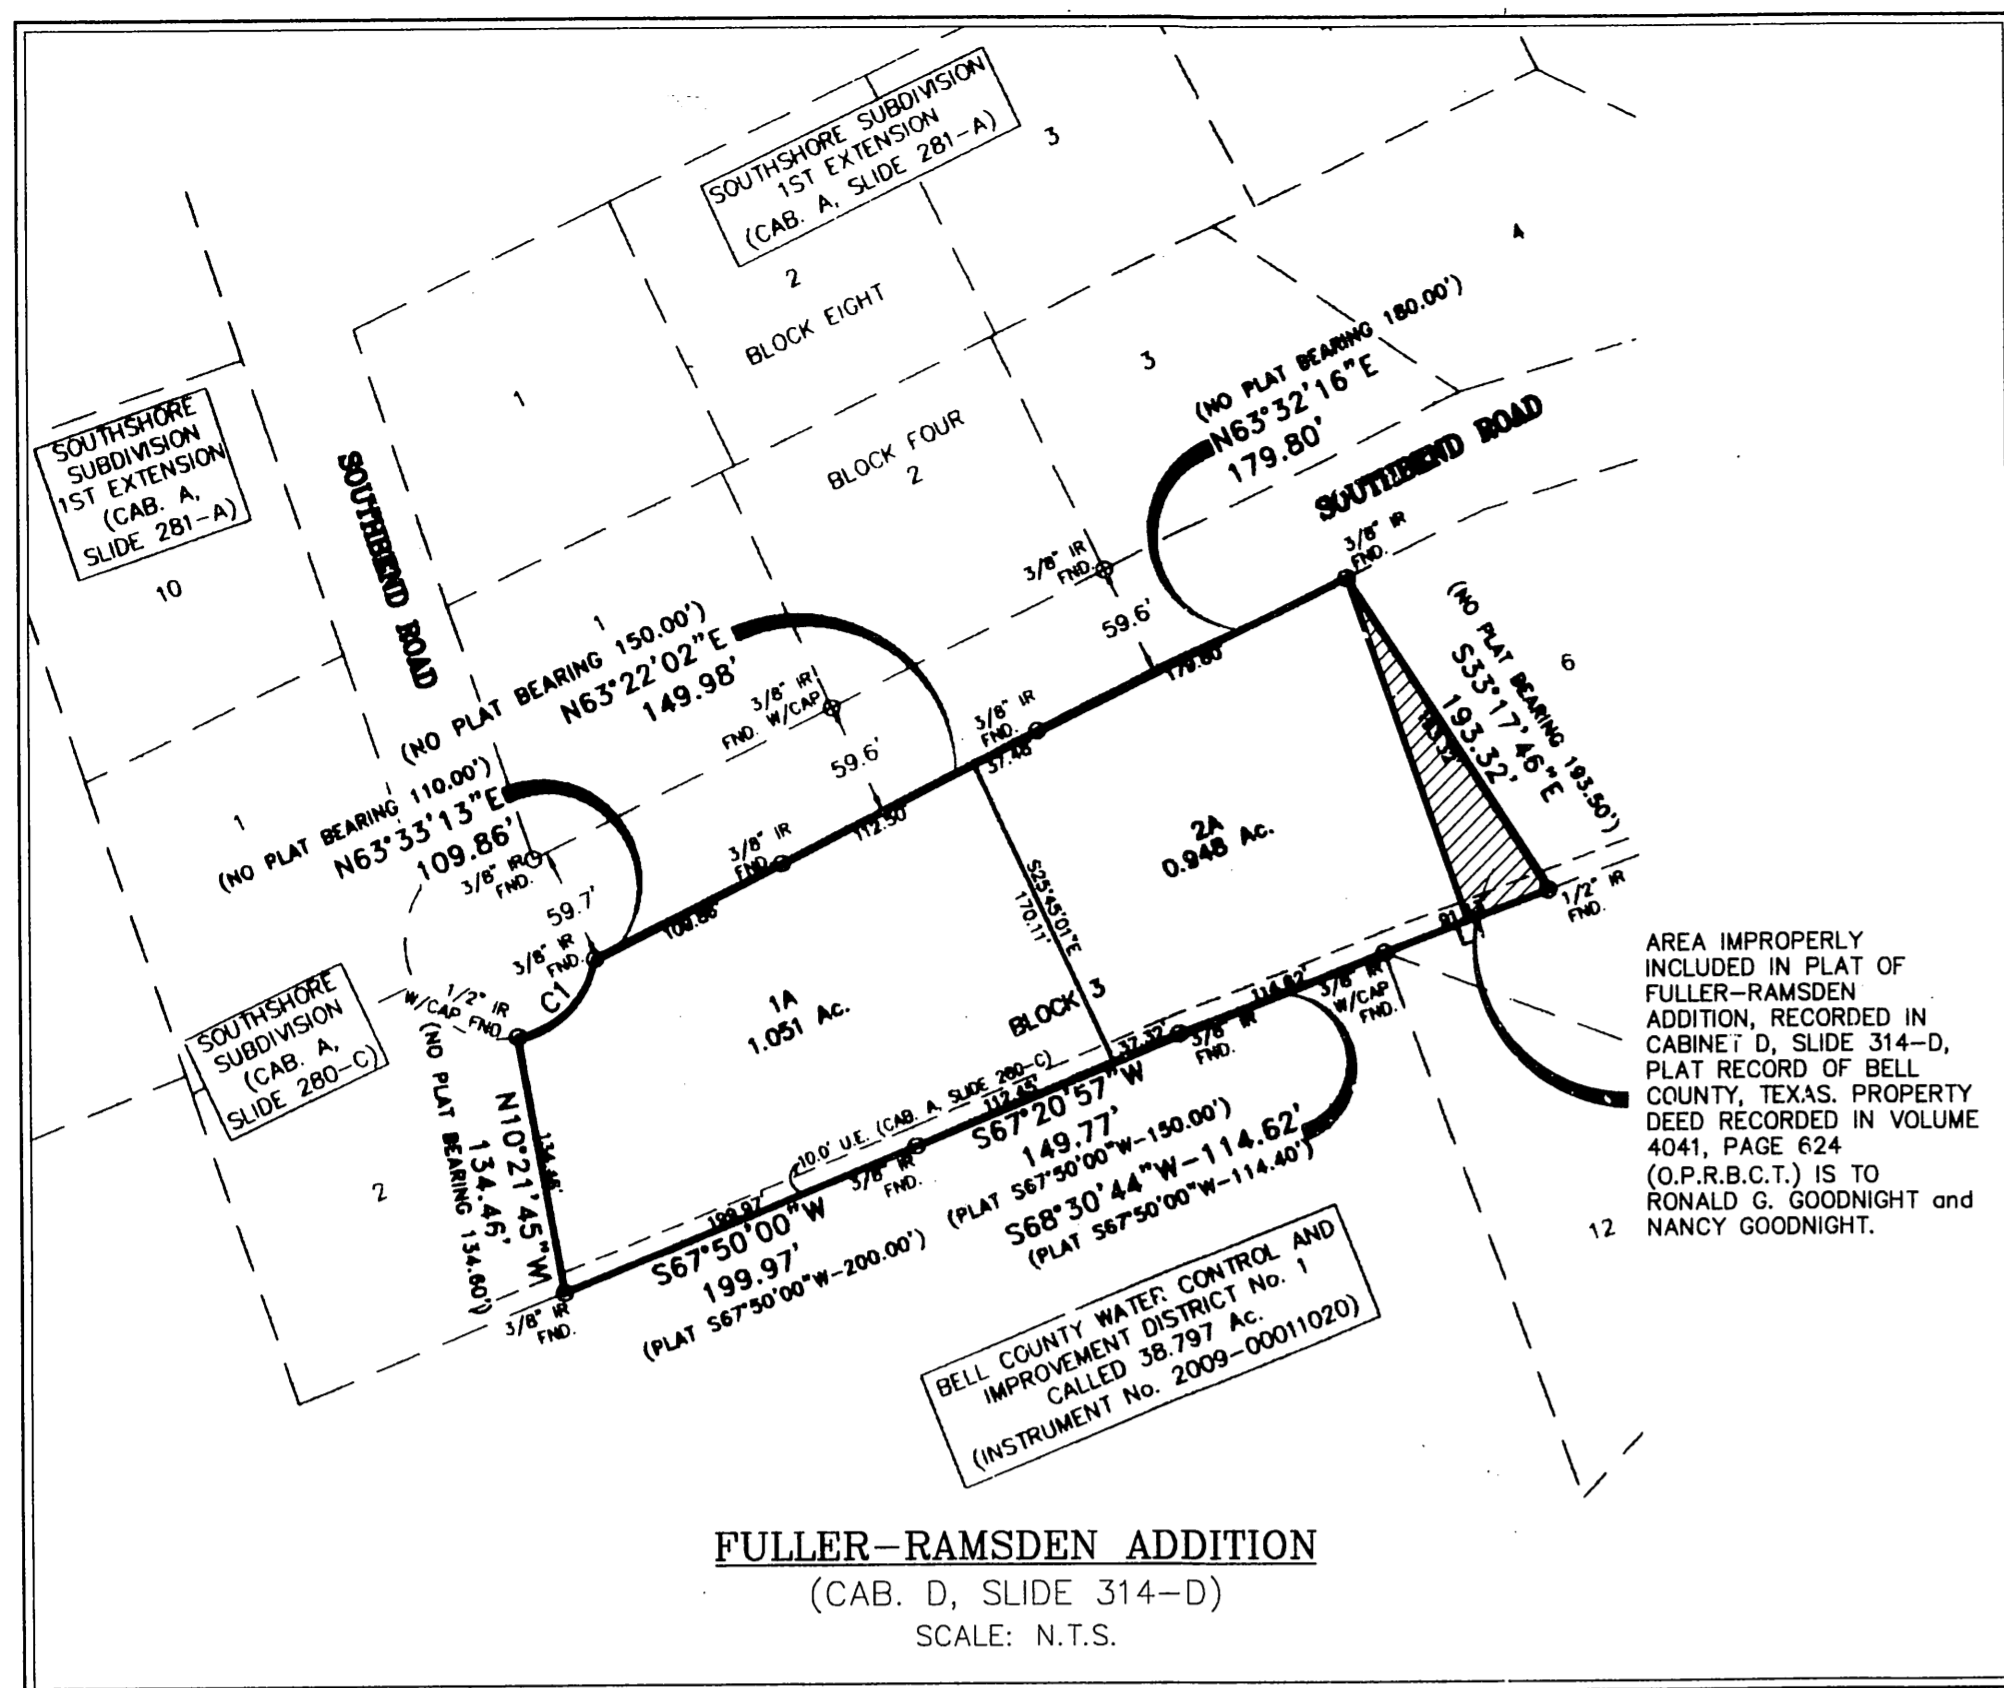 SOUTHSHORE SUBDIVISION
1ST EXTENSION
(CAB. A, SLIDE 281-A)
3
2
BLOCK EIGHT
1
4
3
BLOCK FOUR
2
(NO PLAT BEARING 180.00')
N63°32'16"E
179.80'
SOUTHBEND ROAD
SOUTHSHORE
SUBDIVISION
1ST EXTENSION
(CAB. A,
SLIDE 281-A)
10
SOUTHBEND ROAD
1
(NO PLAT BEARING 150.00')
N63°22'02"E
149.98'
3/8" IR
FND. W/CAP
59.6'
3/8" IR
FND.
59.6'
3/8" IR
FND.
179.80'
3/8" IR
FND.
37.48'
1
(NO PLAT BEARING 110.00')
N63°33'13"E
109.86'
3/8" IR
FND.
59.7'
3/8" IR
FND.
112.50'
109.86'
3/8" IR
FND.
C1
1/2" IR
W/CAP FND.
(NO PLAT BEARING 193.50')
S33°17'46"E
193.32'
6
1/2" IR
FND.
2A
0.948 Ac.
S25°45'01"E
170.11'
1A
1.051 Ac.
BLOCK 3
SOUTHSHORE
SUBDIVISION
(CAB. A,
SLIDE 280-C)
2
(NO PLAT BEARING 134.60')
N10°21'45"W
134.46'
134.46'
3/8" IR
FND.
10.0' U.E. (CAB. A, SLIDE 280-C)
199.97'
S67°50'00"W
199.97'
(PLAT S67°50'00"W-200.00')
3/8" IR
FND.
112.45'
37.32'
S67°20'57"W
149.77'
(PLAT S67°50'00"W-150.00')
3/8" IR
FND.
114.62'
S68°30'44"W-114.62'
(PLAT S67°50'00"W-114.40')
3/8" IR
W/CAP
FND.
AREA IMPROPERLY
INCLUDED IN PLAT OF
FULLER-RAMSDEN
ADDITION, RECORDED IN
CABINET D, SLIDE 314-D,
PLAT RECORD OF BELL
COUNTY, TEXAS. PROPERTY
DEED RECORDED IN VOLUME
4041, PAGE 624
(O.P.R.B.C.T.) IS TO
RONALD G. GOODNIGHT and
NANCY GOODNIGHT.
12
BELL COUNTY WATER CONTROL AND
IMPROVEMENT DISTRICT No. 1
CALLED 38.797 Ac.
(INSTRUMENT No. 2009-00011020)
FULLER-RAMSDEN ADDITION
(CAB. D, SLIDE 314-D)
SCALE: N.T.S.